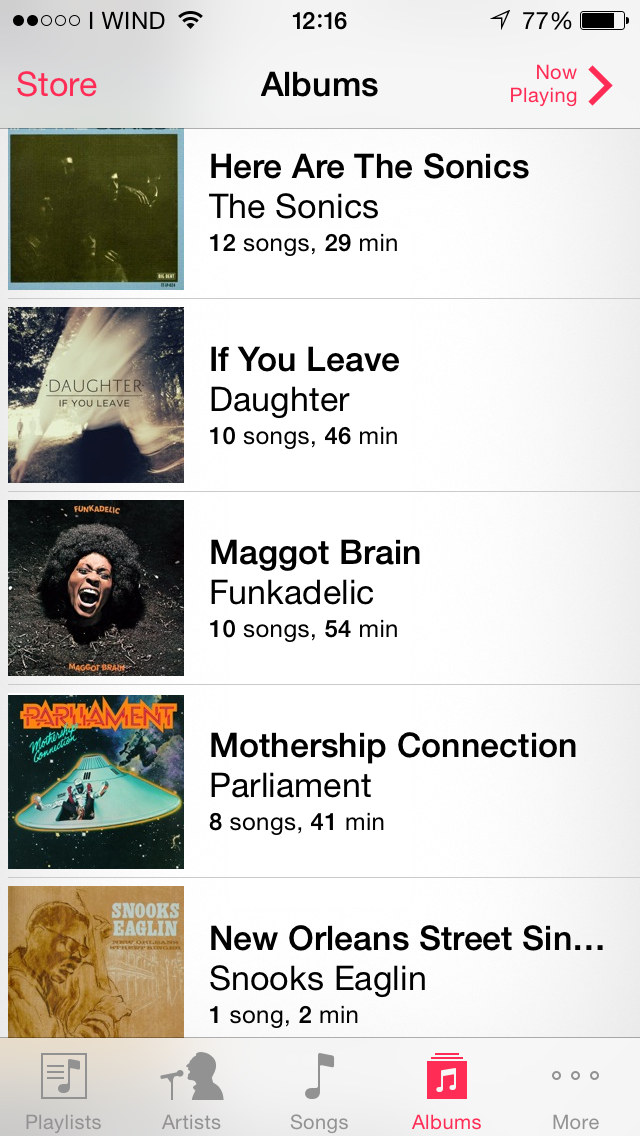 I WIND 12:16 77%
Store
Albums
Now
Playing
BIG BEAT
Here Are The Sonics
The Sonics
12 songs, 29 min
DAUGHTER
IF YOU LEAVE
If You Leave
Daughter
10 songs, 46 min
FUNKADELIC
MAGGOT BRAIN
Maggot Brain
Funkadelic
10 songs, 54 min
PARLIAMENT
Mothership
Connection
Mothership Connection
Parliament
8 songs, 41 min
SNOOKS
EAGLIN
NEW ORLEANS
STREET SINGER
New Orleans Street Sin...
Snooks Eaglin
1 song, 2 min
Playlists
Artists
Songs
Albums
More